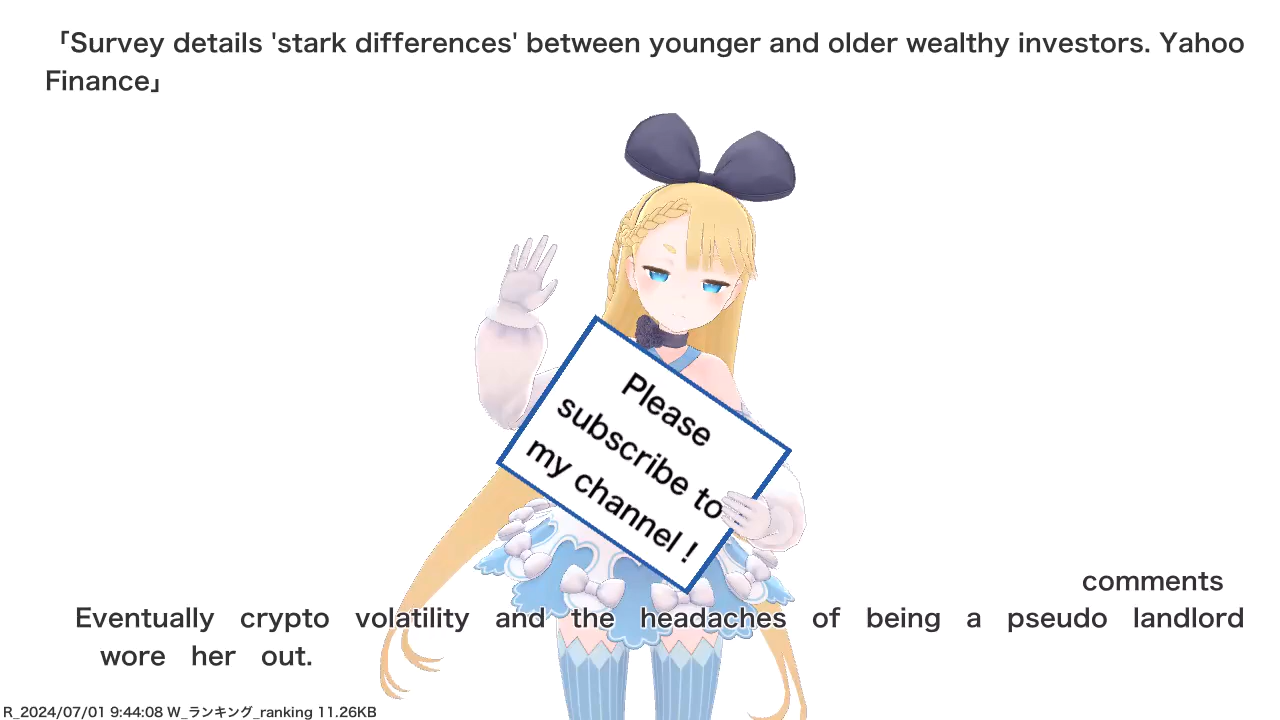 「Survey details 'stark differences' between younger and older wealthy investors. Yahoo
Finance」
Please
subscribe to
my channel !
comments
Eventually crypto volatility and the headaches of being a pseudo landlord
wore her out.
R_2024/07/01 9:44:08 W_ランキング_ranking 11.26KB